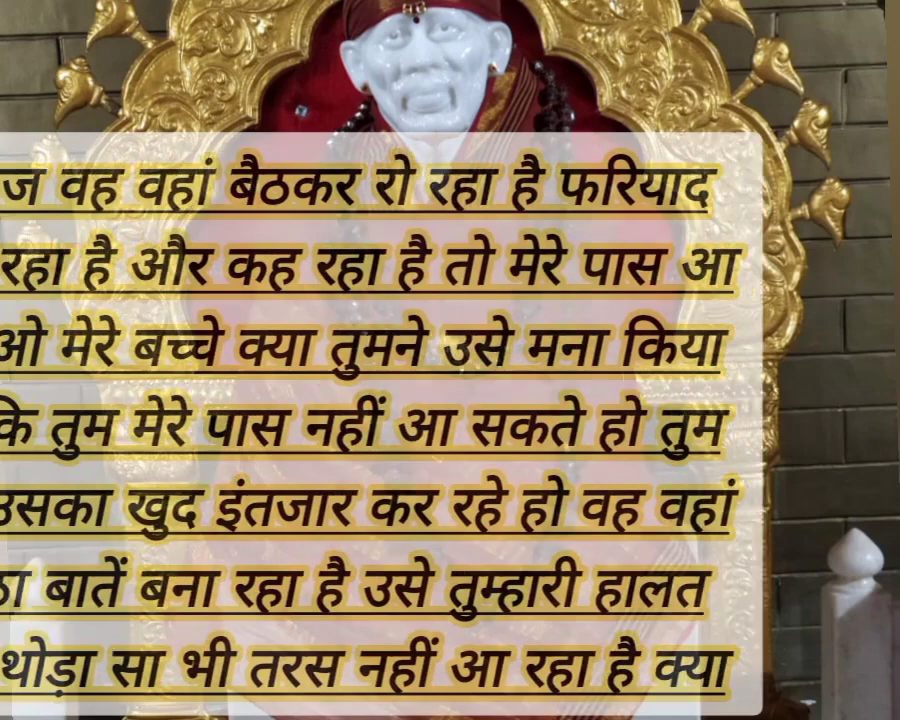 वह वहां बैठकर रो रहा है फरियाद
रहा है और कह रहा है तो मेरे पास आ
ओ मेरे बच्चे क्या तुमने उसे मना किया
कि तुम मेरे पास नहीं आ सकते हो तुम
उसका खुद इंतजार कर रहे हो वह वहां
बातें बना रहा है उसे तुम्हारी हालत
थोड़ा सा भी तरस नहीं आ रहा है क्या